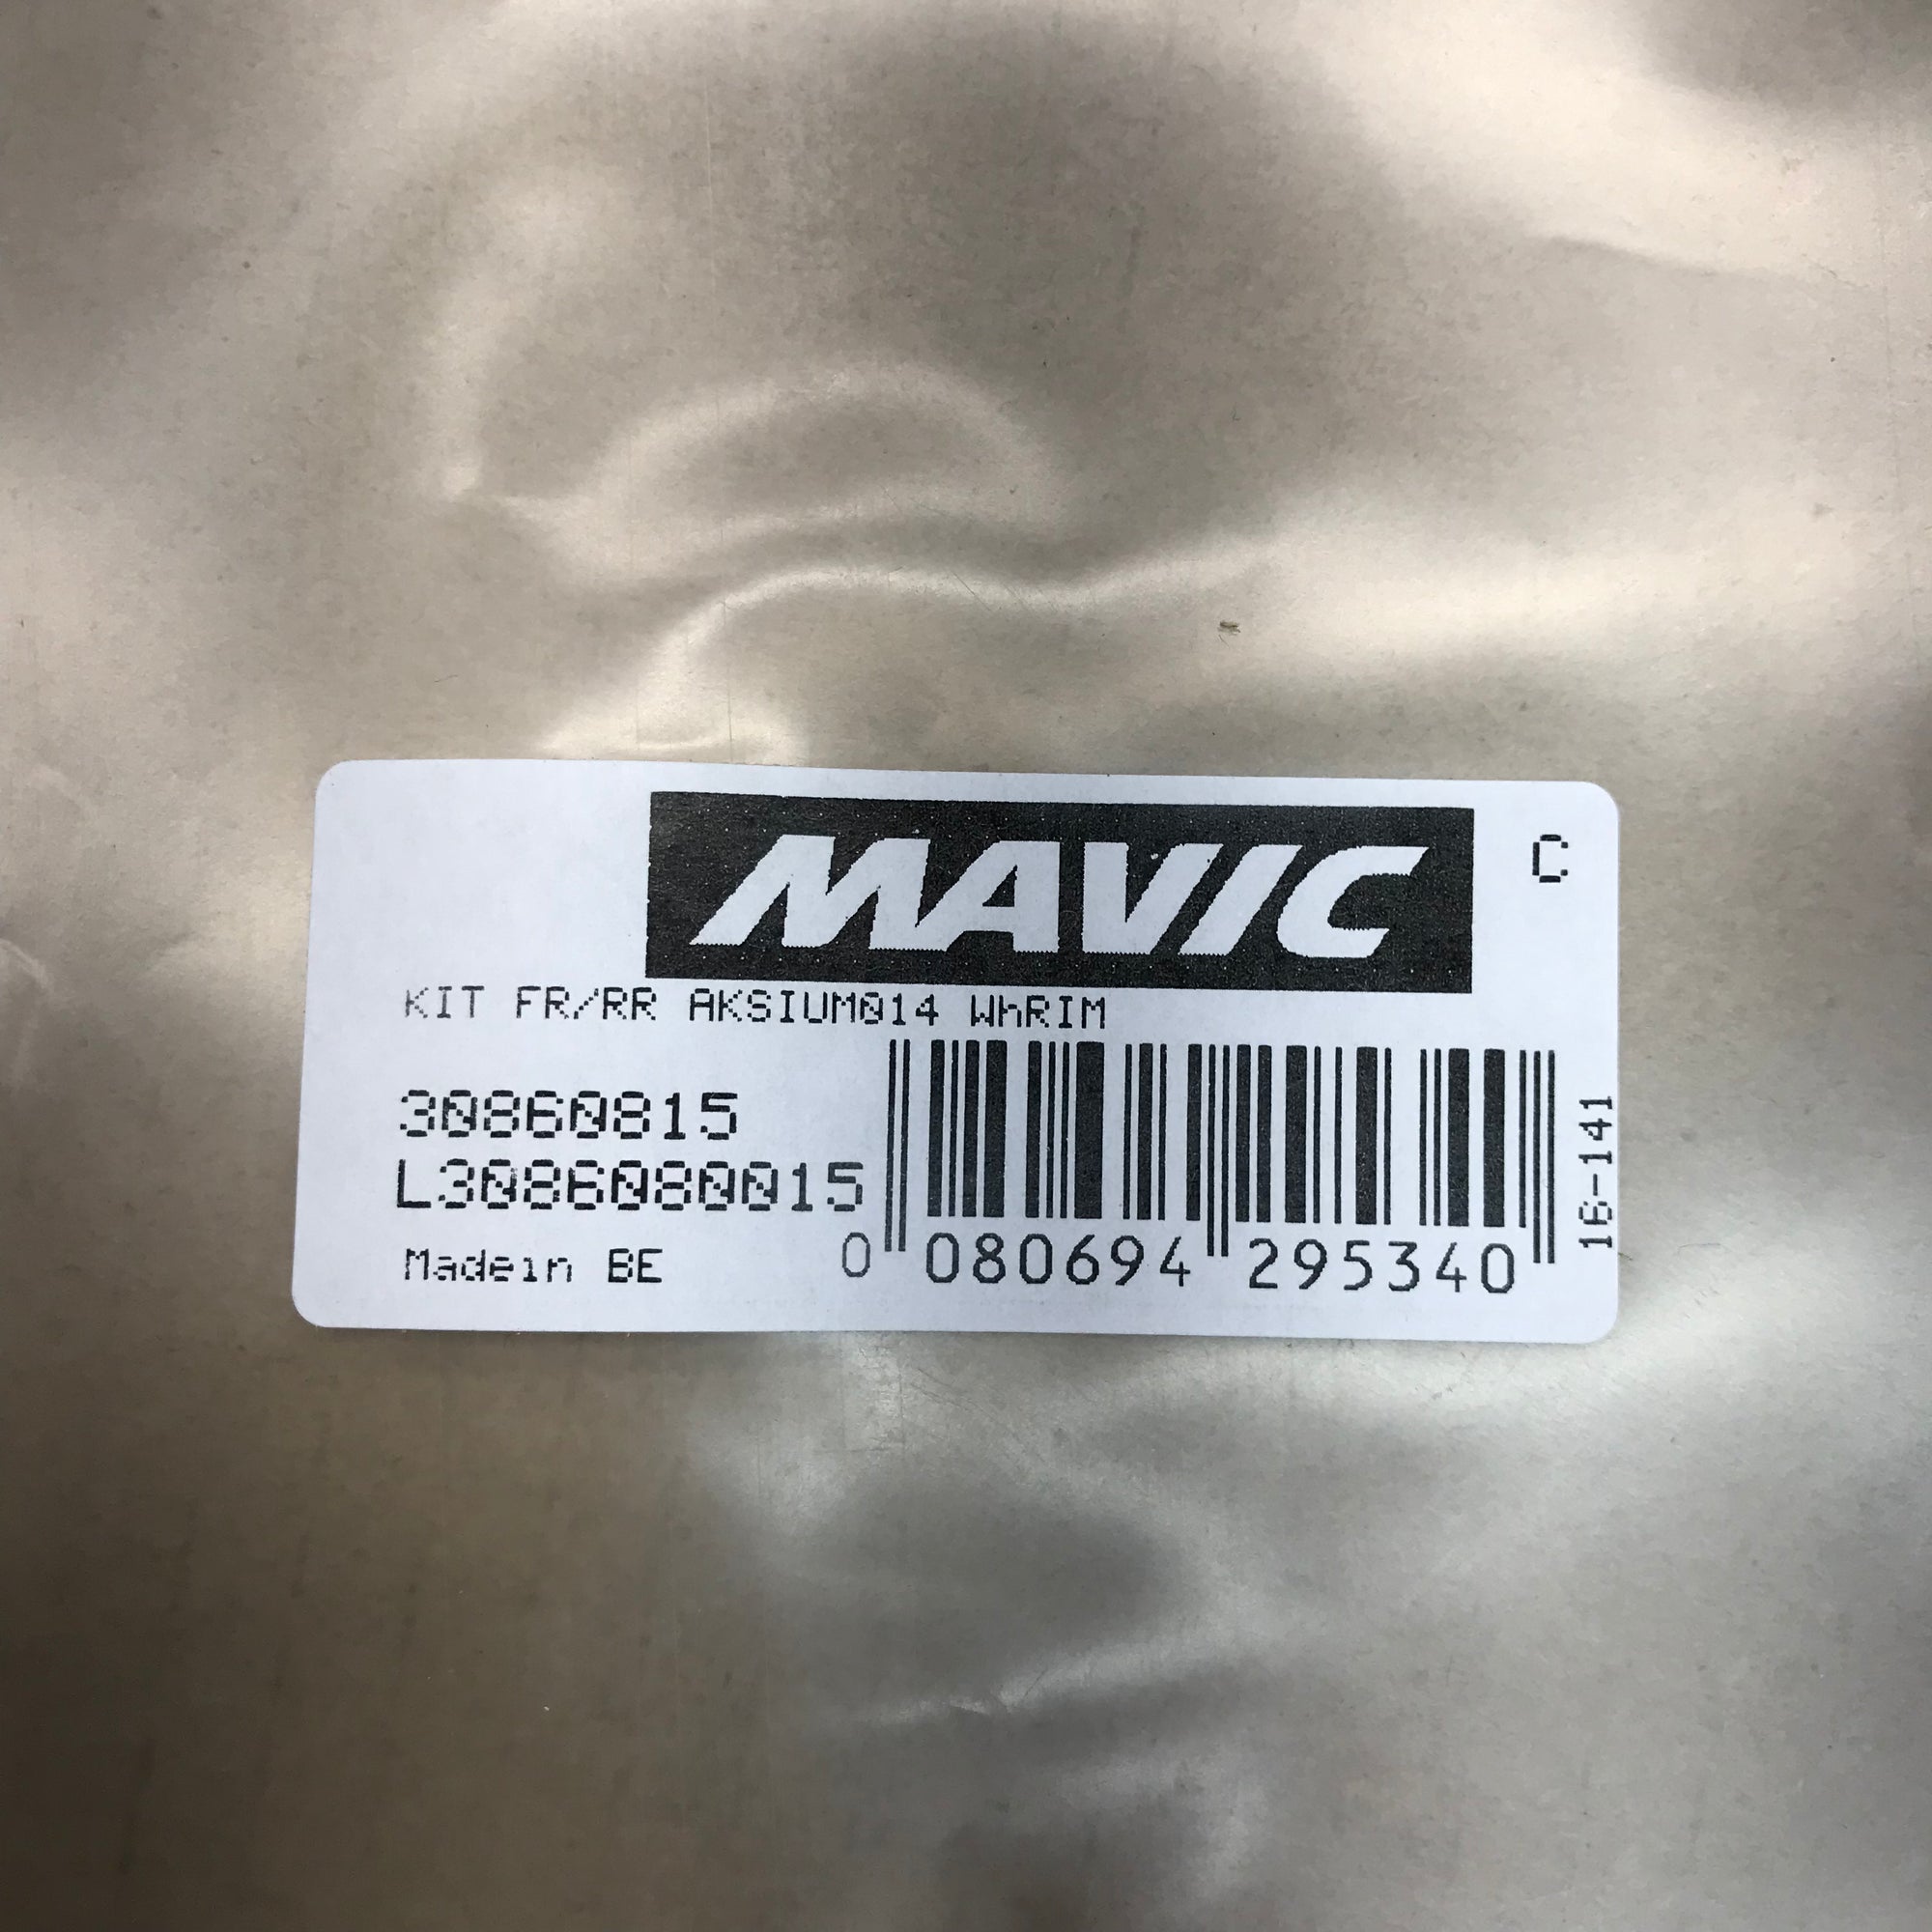 MAVIC
C
KIT FR/RR AKSIUM014 WhRIM
30860815
L3086080015
Madein BE
0 080694 295340
16-141